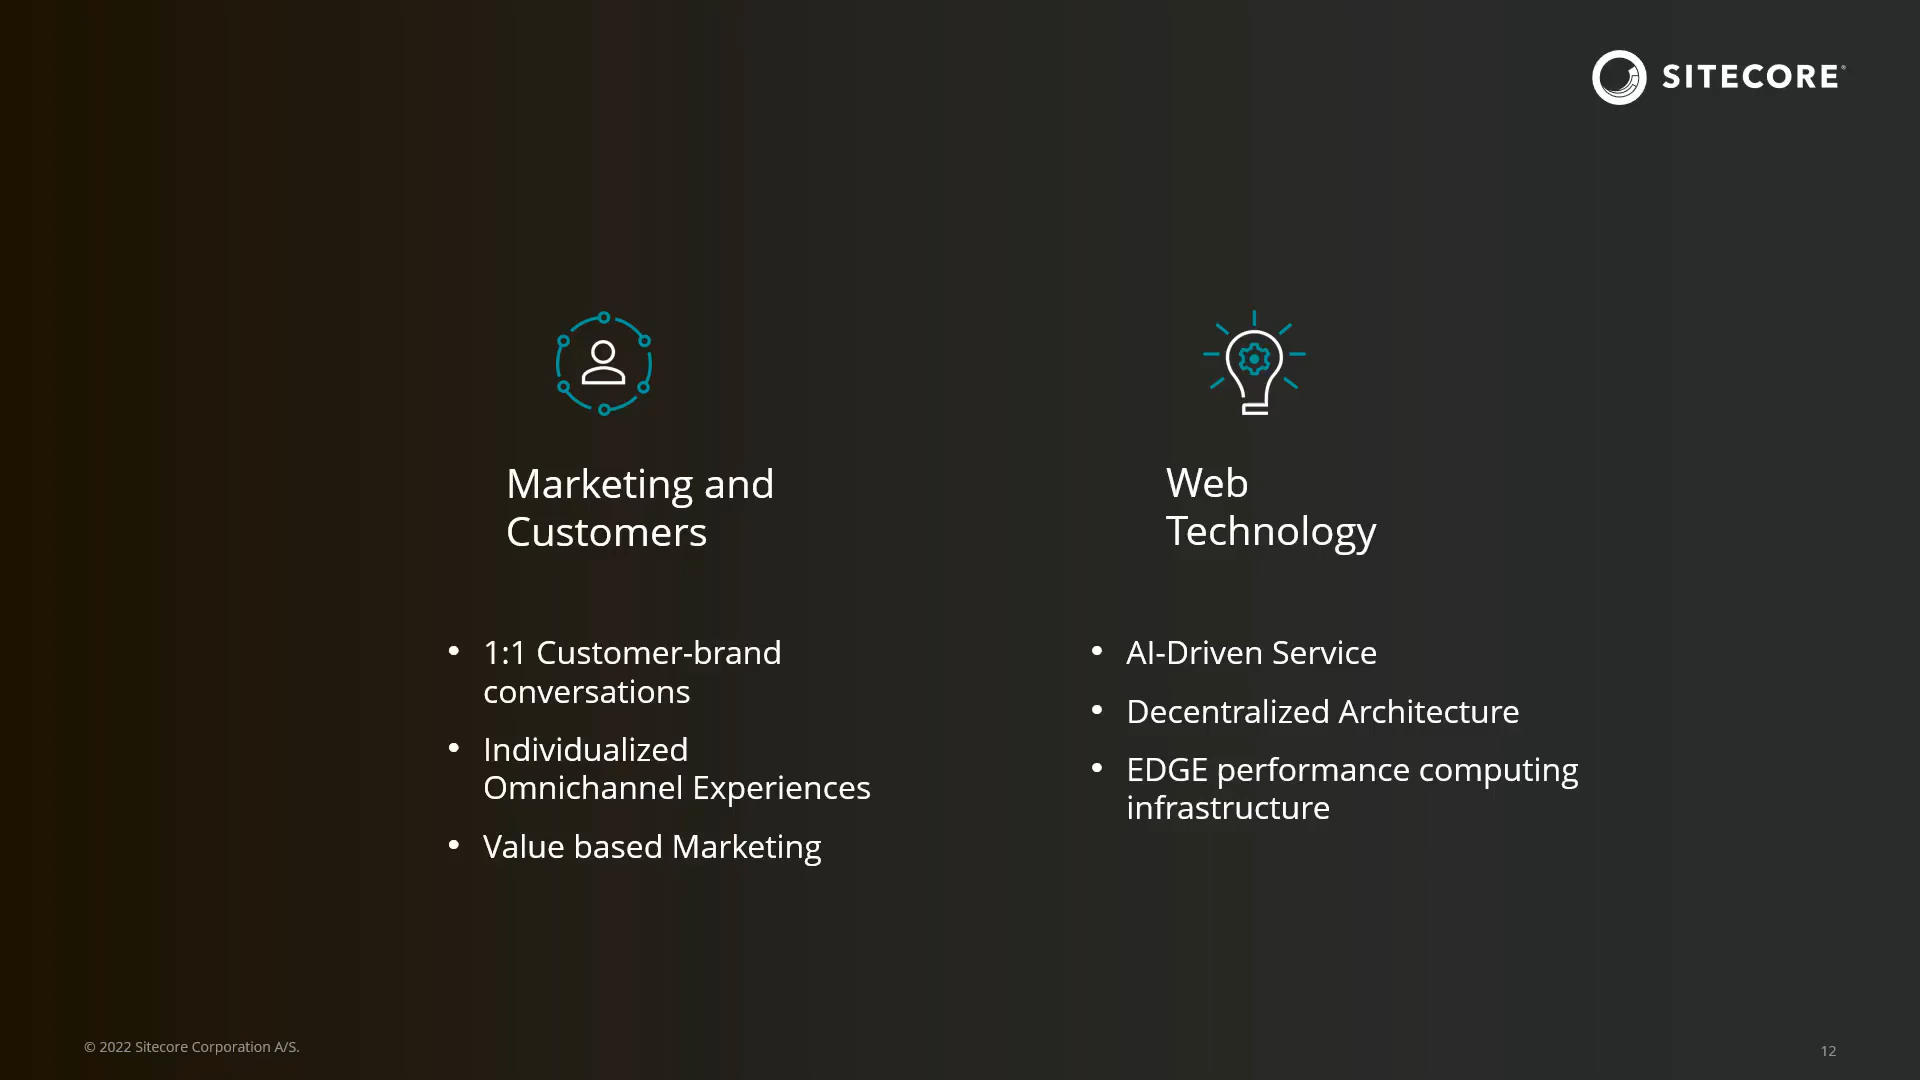 SITECORE
Marketing and
Customers
• 1:1 Customer-brand
conversations
• Individualized
Omnichannel Experiences
• Value based Marketing
Web
Technology
• AI-Driven Service
• Decentralized Architecture
• EDGE performance computing
infrastructure
© 2022 Sitecore Corporation A/S.
12